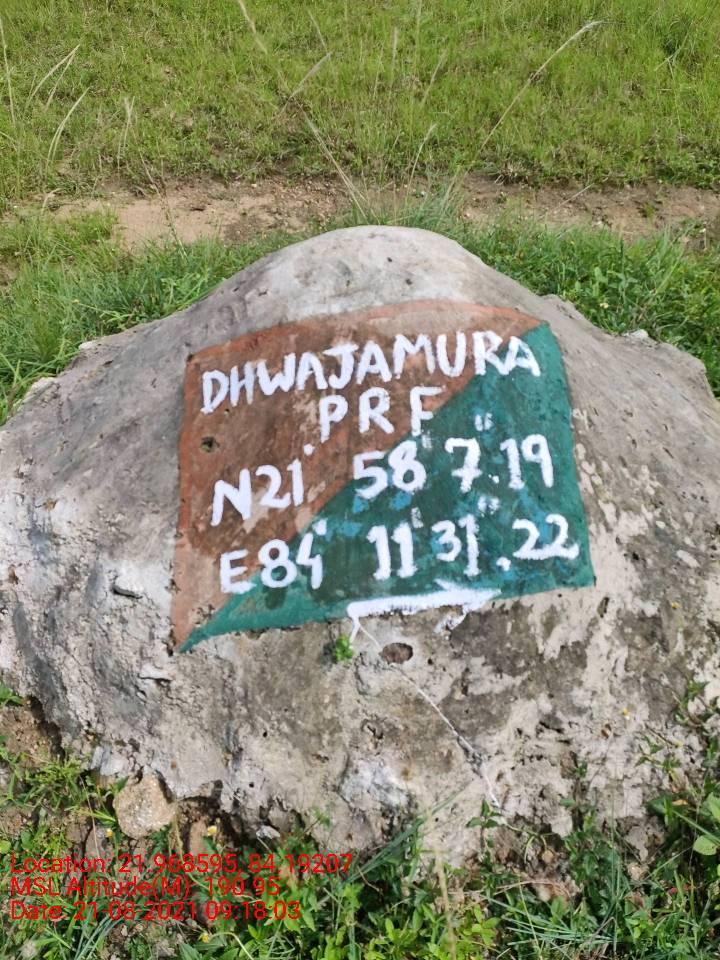 DHWAJAMURA
PRF
N21° 58' 7".19
E84° 11' 31".22
Location: 21.968595, 84.19207
MSL Altitude(M) 190.95
Date: 21-08-2021 09:18:03